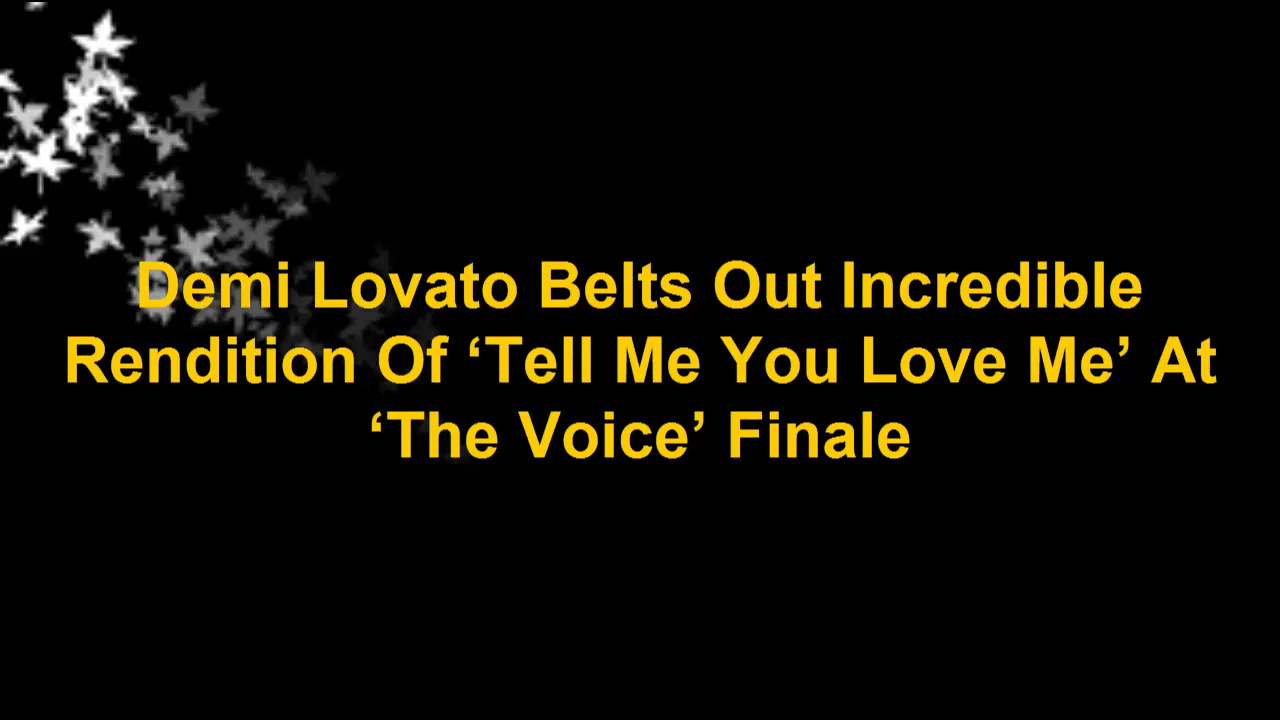 Demi Lovato Belts Out Incredible
Rendition Of ‘Tell Me You Love Me’ At
‘The Voice’ Finale